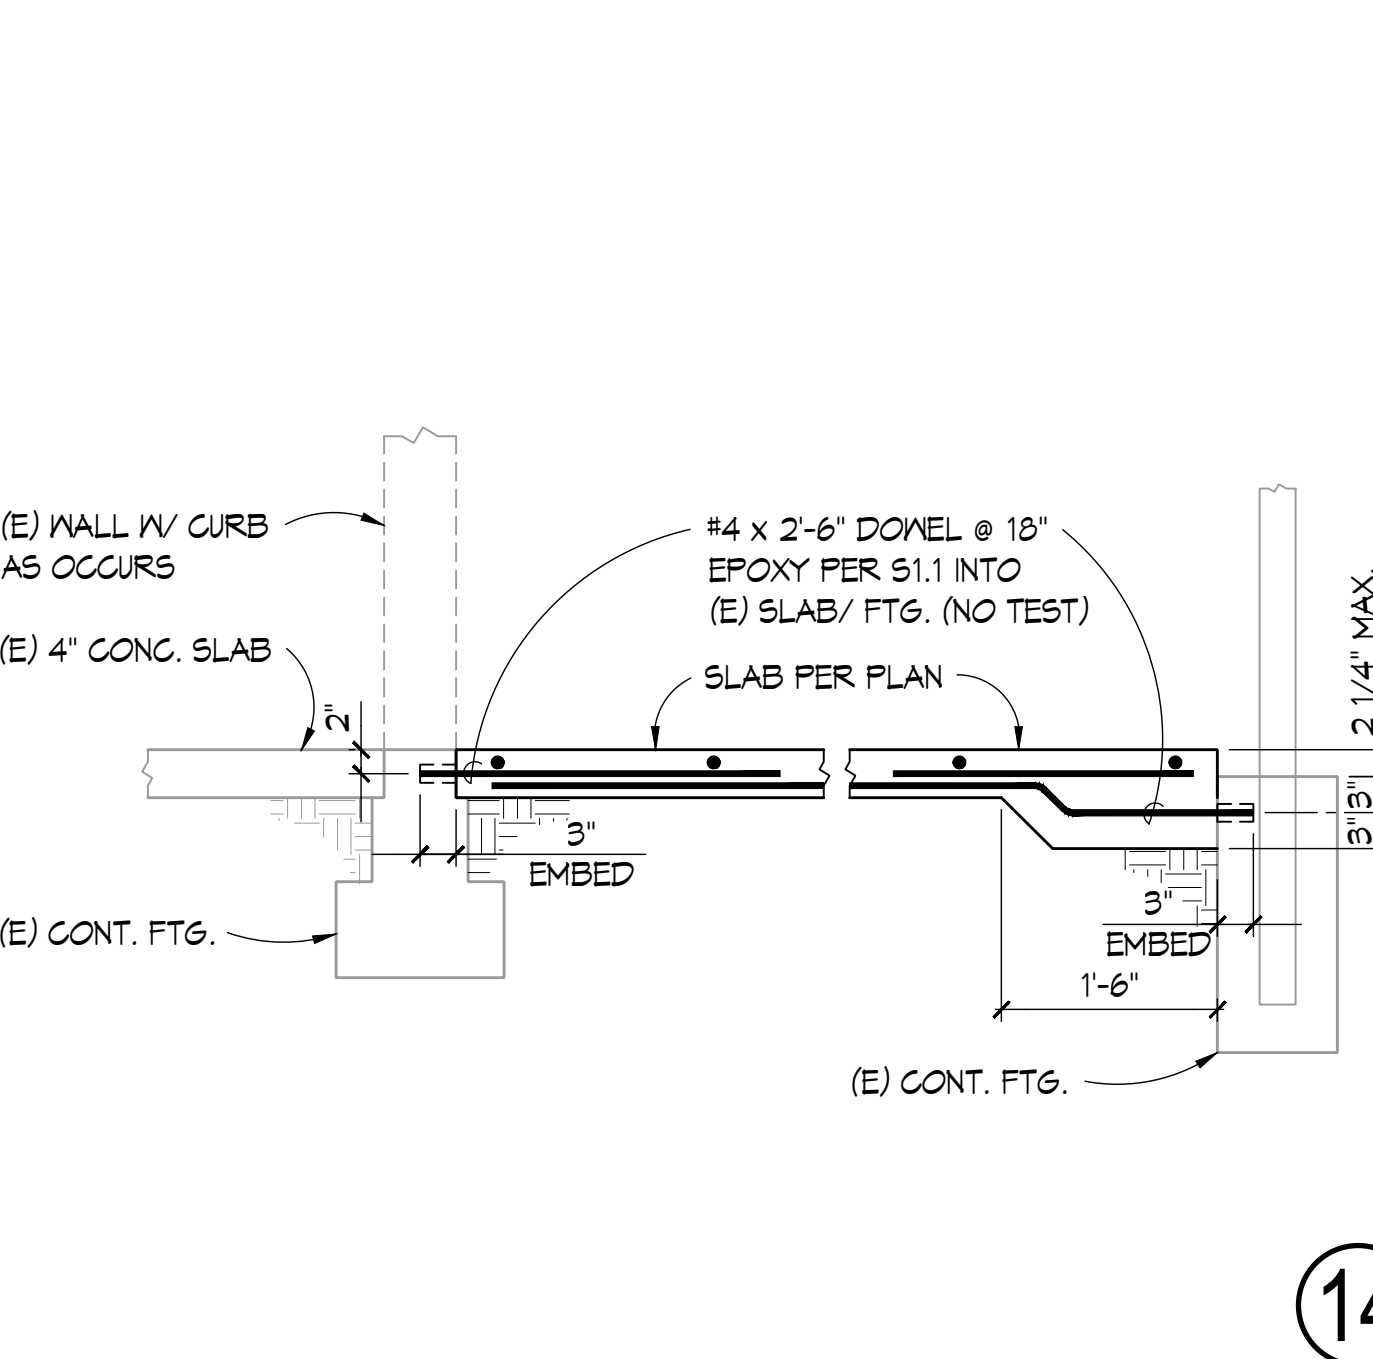 (E) WALL W/ CURB
AS OCCURS
(E) 4" CONC. SLAB
2"
#4 x 2'-6" DOWEL @ 18"
EPOXY PER S1.1 INTO
(E) SLAB/ FTG. (NO TEST)
SLAB PER PLAN
2 1/4" MAX.
3"
3"
3"
EMBED
3"
EMBED
1'-6"
(E) CONT. FTG.
(E) CONT. FTG.
14